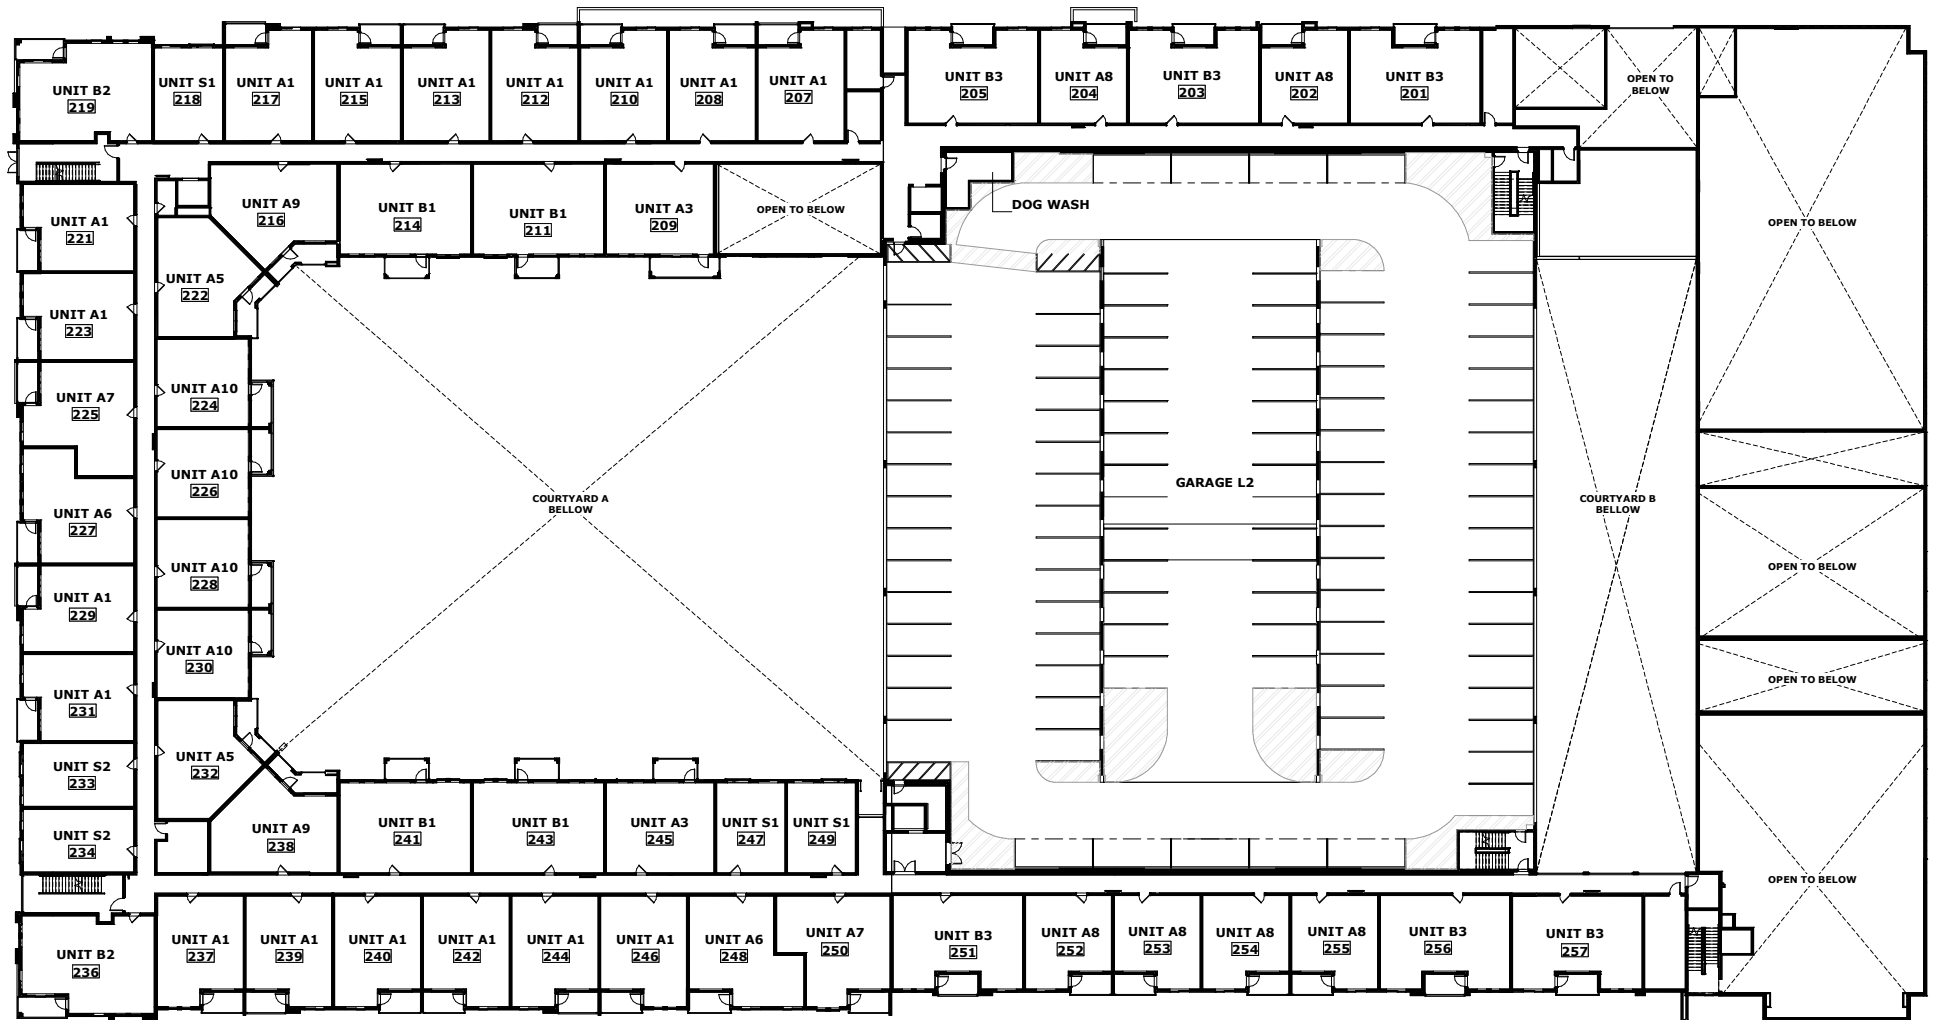 UNIT B2
219
UNIT S1
218
UNIT A1
217
UNIT A1
215
UNIT A1
213
UNIT A1
212
UNIT A1
210
UNIT A1
208
UNIT A1
207
UNIT B3
205
UNIT A8
204
UNIT B3
203
UNIT A8
202
UNIT B3
201
OPEN TO
BELOW
UNIT A1
221
UNIT A9
216
UNIT B1
214
UNIT B1
211
UNIT A3
209
OPEN TO BELOW
DOG WASH
OPEN TO BELOW
UNIT A5
222
UNIT A1
223
UNIT A10
224
UNIT A7
225
UNIT A10
226
UNIT A6
227
COURTYARD A
BELLOW
GARAGE L2
COURTYARD B
BELLOW
OPEN TO BELOW
UNIT A10
228
UNIT A1
229
UNIT A10
230
UNIT A1
231
OPEN TO BELOW
UNIT A5
232
UNIT S2
233
UNIT S2
234
UNIT A9
238
UNIT B1
241
UNIT B1
243
UNIT A3
245
UNIT S1
247
UNIT S1
249
OPEN TO BELOW
UNIT B2
236
UNIT A1
237
UNIT A1
239
UNIT A1
240
UNIT A1
242
UNIT A1
244
UNIT A1
246
UNIT A6
248
UNIT A7
250
UNIT B3
251
UNIT A8
252
UNIT A8
253
UNIT A8
254
UNIT A8
255
UNIT B3
256
UNIT B3
257